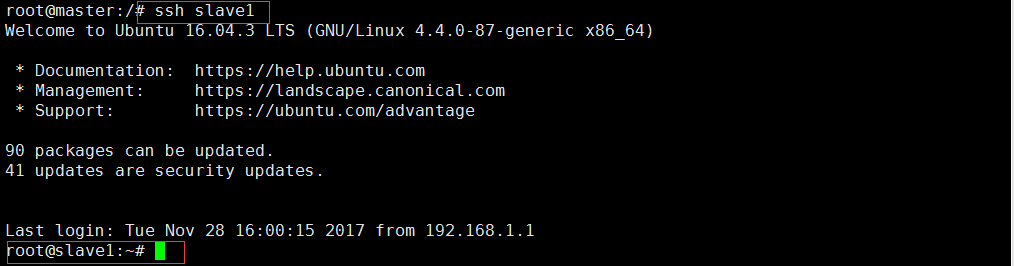 root@master:/# ssh slave1
Welcome to Ubuntu 16.04.3 LTS (GNU/Linux 4.4.0-87-generic x86_64)
* Documentation:  https://help.ubuntu.com
* Management:     https://landscape.canonical.com
* Support:        https://ubuntu.com/advantage
90 packages can be updated.
41 updates are security updates.
Last login: Tue Nov 28 16:00:15 2017 from 192.168.1.1
root@slave1:~#